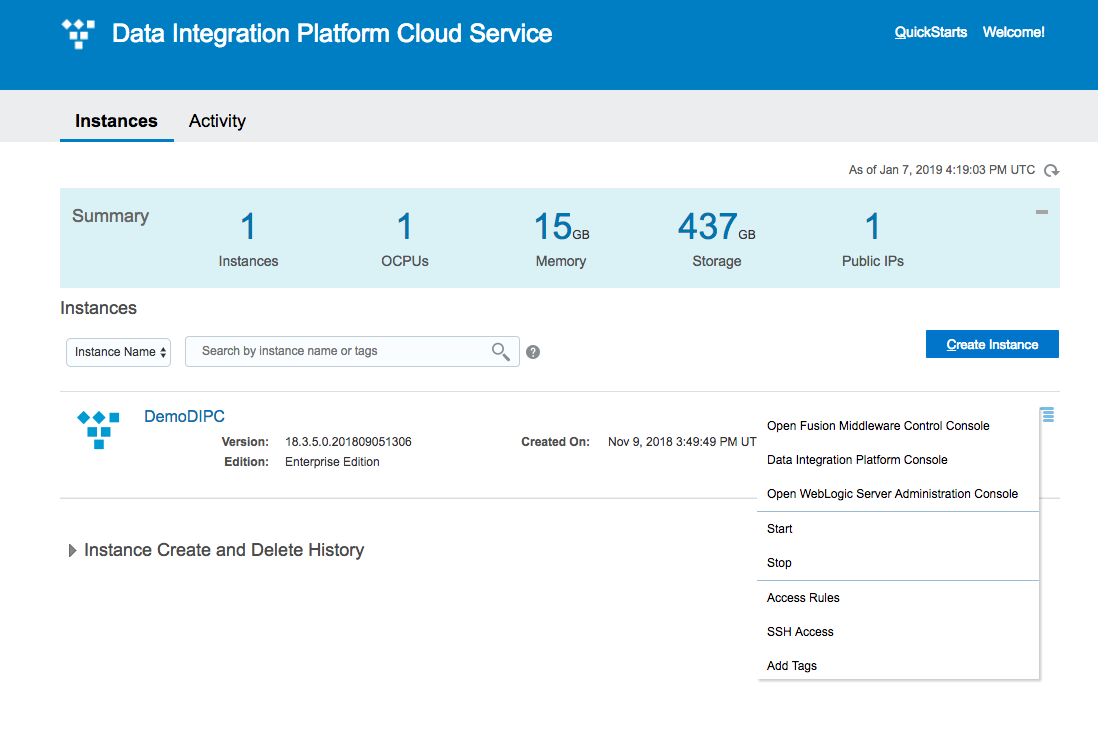 Data Integration Platform Cloud Service
QuickStarts Welcome!
Instances Activity
As of Jan 7, 2019 4:19:03 PM UTC
Summary
1 1 15GB 437GB 1
Instances OCPUs Memory Storage Public IPs
Instances
Instance Name Search by instance name or tags ?
Create Instance
DemoDIPC
Version: 18.3.5.0.201809051306 Created On: Nov 9, 2018 3:49:49 PM UT
Edition: Enterprise Edition
Open Fusion Middleware Control Console
Data Integration Platform Console
Open WebLogic Server Administration Console
Start
Stop
Access Rules
SSH Access
Add Tags
Instance Create and Delete History